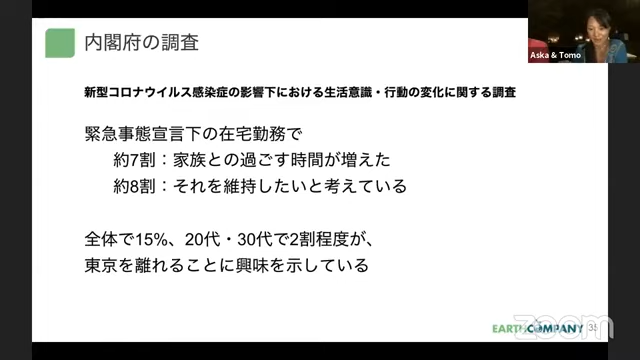 内閣府の調査
Aska & Tomo
新型コロナウイルス感染症の影響下における生活意識・行動の変化に関する調査
緊急事態宣言下の在宅勤務で
約7割：家族との過ごす時間が増えた
約8割：それを維持したいと考えている
全体で15%、20代・30代で2割程度が、
東京を離れることに興味を示している
EARTH COMPANY 35
zoom